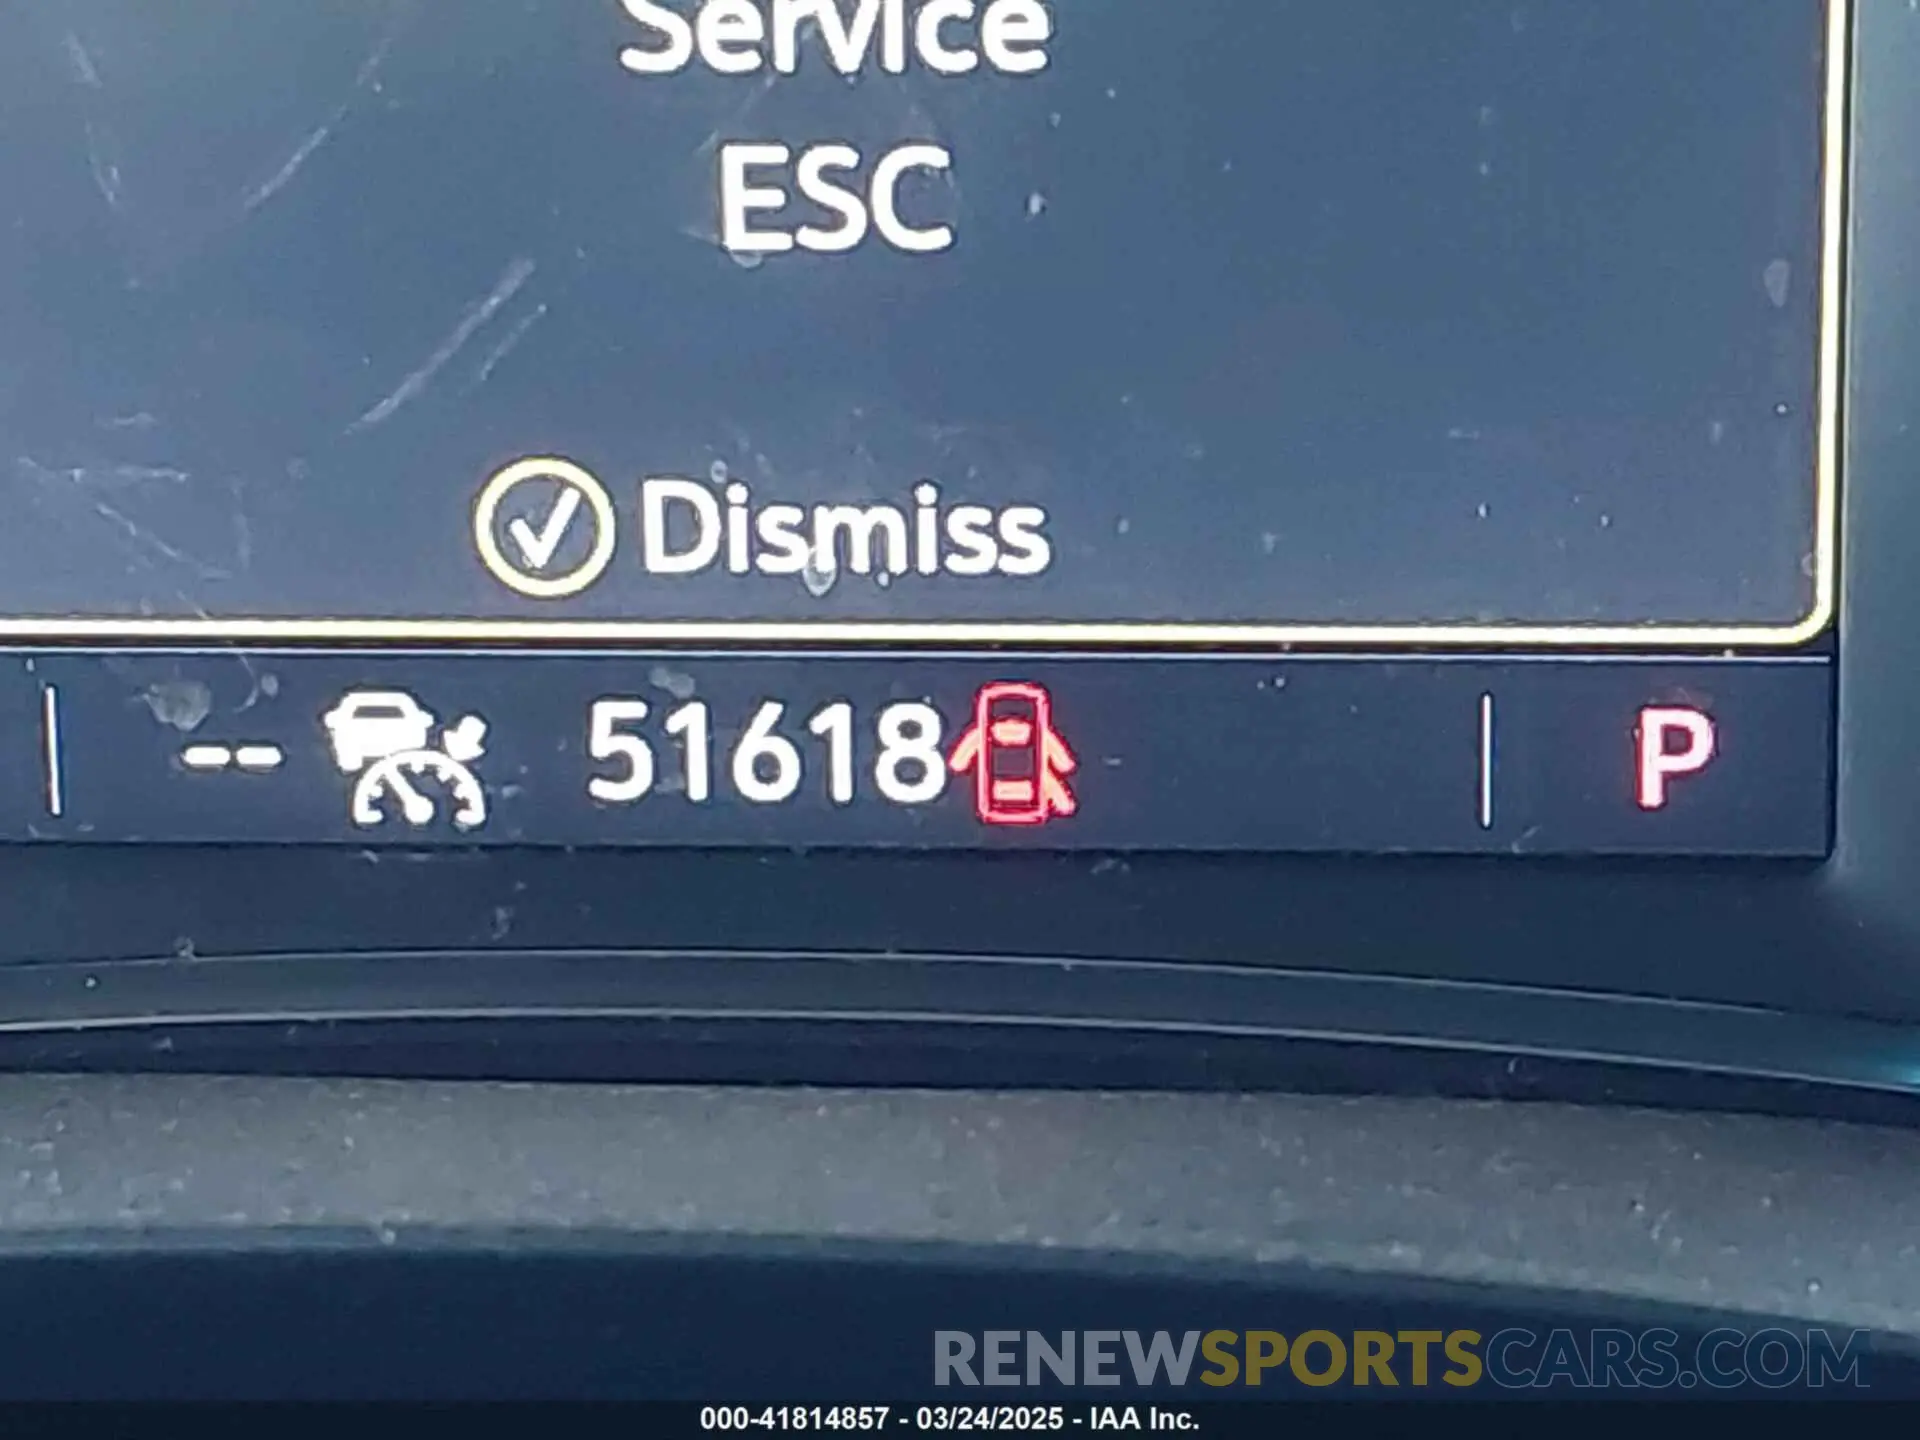 Service
ESC
Dismiss
-- 51618 P
RENEWSPORTSCARS.COM
000-41814857 - 03/24/2025 - IAA Inc.